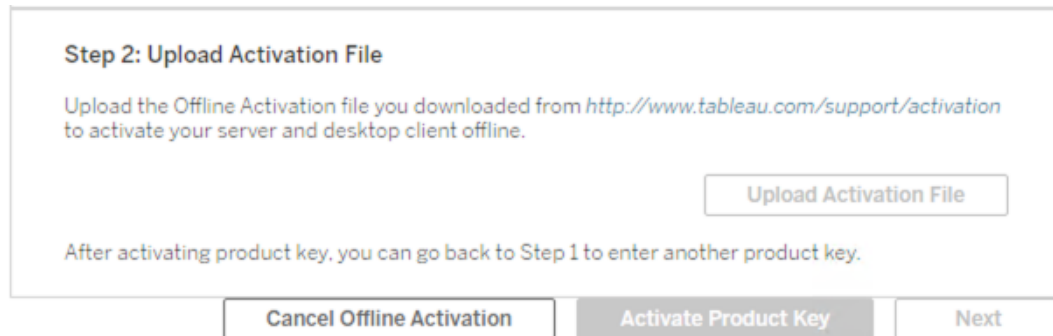 Step 2: Upload Activation File
Upload the Offline Activation file you downloaded from http://www.tableau.com/support/activation
to activate your server and desktop client offline.
Upload Activation File
After activating product key, you can go back to Step 1 to enter another product key.
Cancel Offline Activation Activate Product Key Next